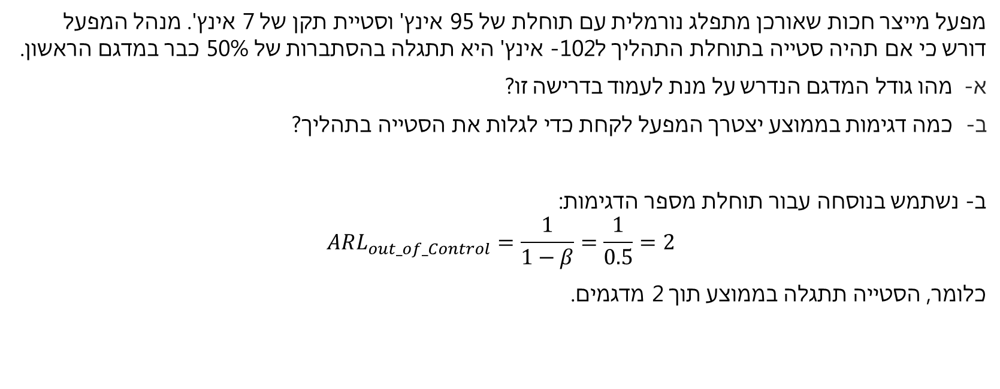 מפעל מייצר חכות שאורכן מתפלג נורמלית עם תוחלת של 95 אינץ' וסטיית תקן של 7 אינץ'. מנהל המפעל
דורש כי אם תהיה סטייה בתוחלת התהליך ל102- אינץ' היא תתגלה בהסתברות של 50% כבר במדגם הראשון.
א- מהו גודל המדגם הנדרש על מנת לעמוד בדרישה זו?
ב- כמה דגימות בממוצע יצטרך המפעל לקחת כדי לגלות את הסטייה בתהליך?
ב- נשתמש בנוסחה עבור תוחלת מספר הדגימות:
ARL_{out\_of\_Control} = \frac{1}{1-β} = \frac{1}{0.5} = 2
כלומר, הסטייה תתגלה בממוצע תוך 2 מדגמים.